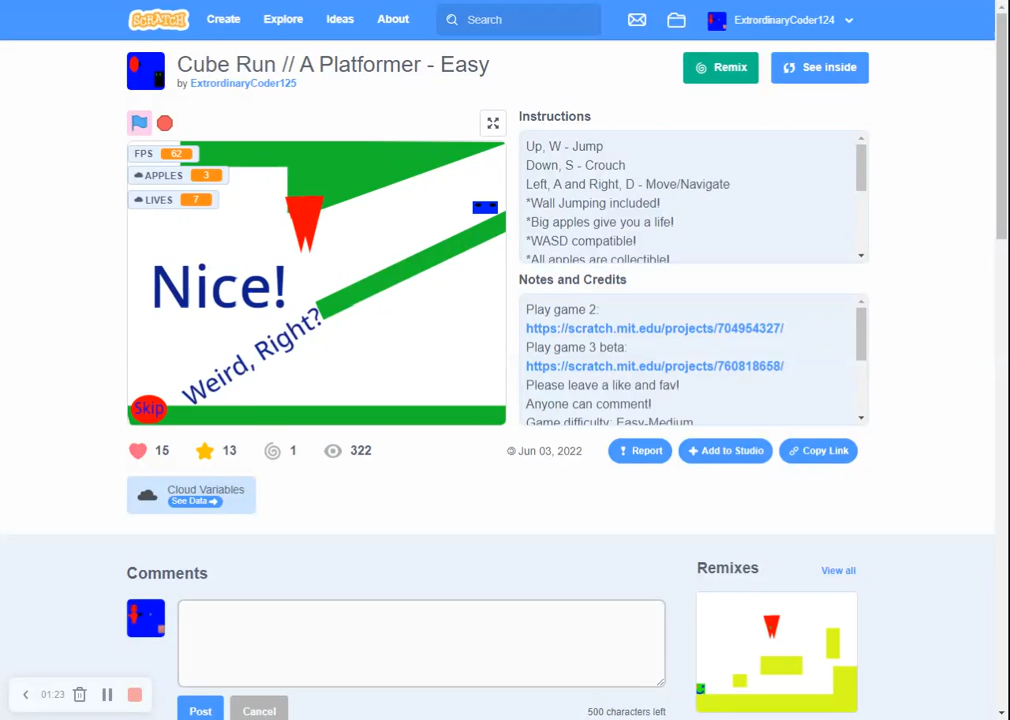 SCRATCH
Create
Explore
Ideas
About
Search
ExtrordinaryCoder124
Cube Run // A Platformer - Easy
by ExtrordinaryCoder125
Remix
See inside
FPS 62
APPLES 3
LIVES 7
Nice!
Weird, Right?
Skip
Instructions
Up, W - Jump
Down, S - Crouch
Left, A and Right, D - Move/Navigate
*Wall Jumping included!
*Big apples give you a life!
*WASD compatible!
*All apples are collectible!
Notes and Credits
Play game 2:
https://scratch.mit.edu/projects/704954327/
Play game 3 beta:
https://scratch.mit.edu/projects/760818658/
Please leave a like and fav!
Anyone can comment!
Game difficulty: Easy-Medium
15
13
1
322
© Jun 03, 2022
Report
Add to Studio
Copy Link
Cloud Variables
See Data
Comments
Post
Cancel
500 characters left
Remixes
View all
01:23